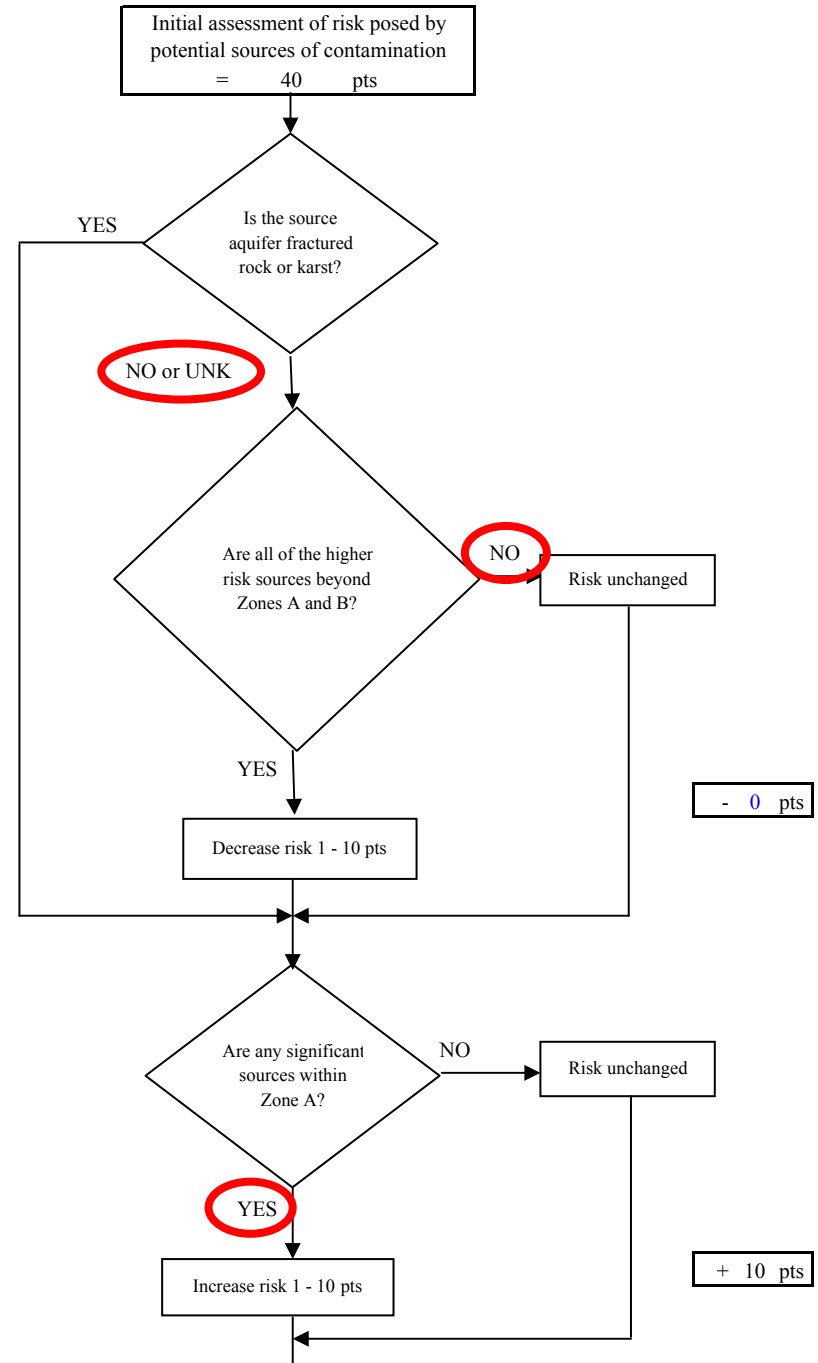 Initial assessment of risk posed by
potential sources of contamination
= 40 pts
YES
Is the source
aquifer fractured
rock or karst?
NO or UNK
Are all of the higher
risk sources beyond
Zones A and B?
NO
Risk unchanged
YES
- 0 pts
Decrease risk 1 - 10 pts
Are any significant
sources within
Zone A?
NO
Risk unchanged
YES
Increase risk 1 - 10 pts
+ 10 pts